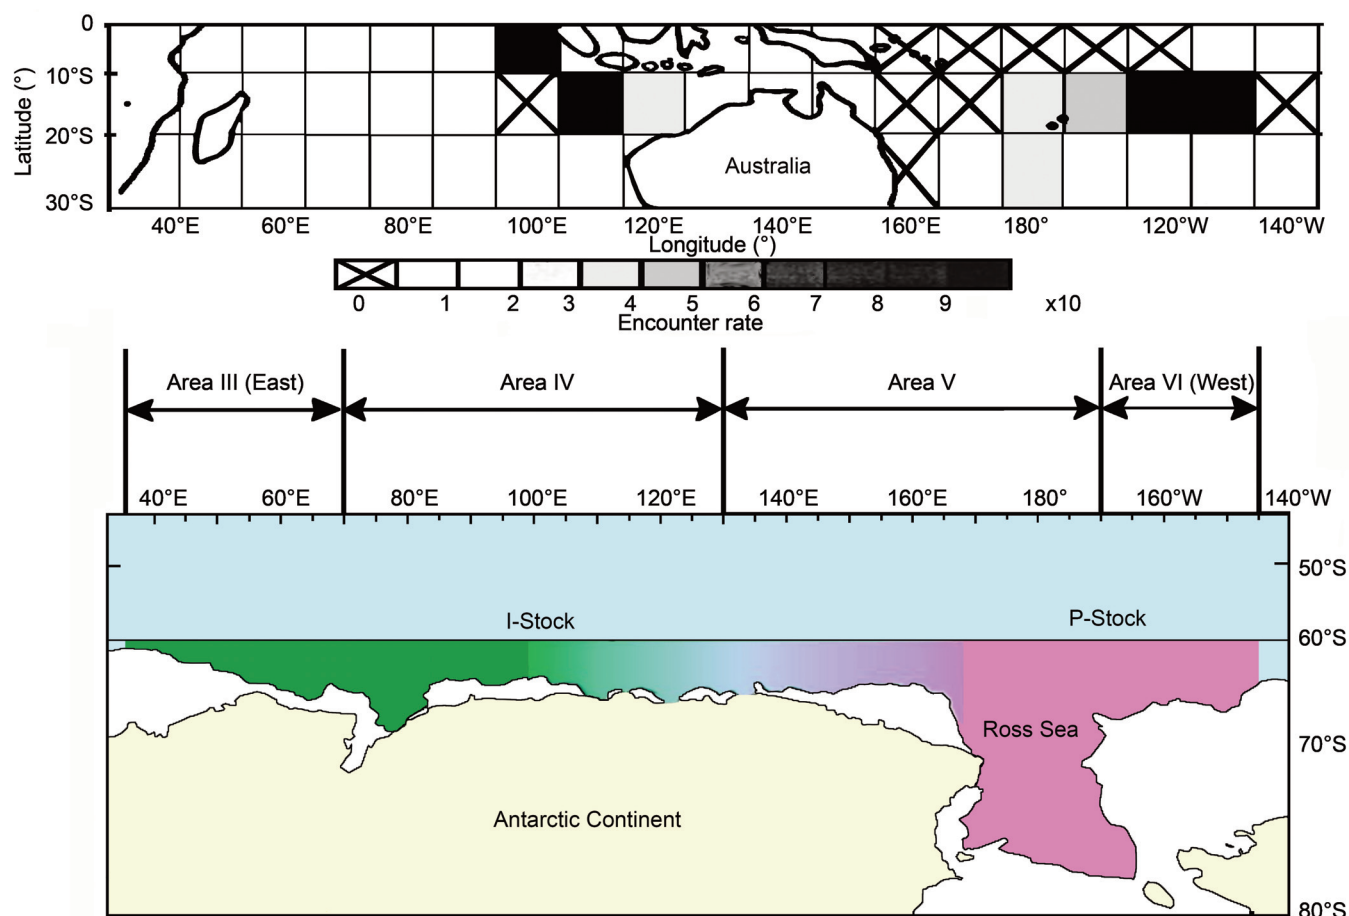 0
10°S
20°S
30°S
Latitude (°)
Australia
40°E 60°E 80°E 100°E 120°E 140°E 160°E 180° 120°W 140°W
Longitude (°)
0 1 2 3 4 5 6 7 8 9 x10
Encounter rate
Area III (East) Area IV Area V Area VI (West)
40°E 60°E 80°E 100°E 120°E 140°E 160°E 180° 160°W 140°W
50°S
I-Stock P-Stock
60°S
Ross Sea
70°S
Antarctic Continent
80°S